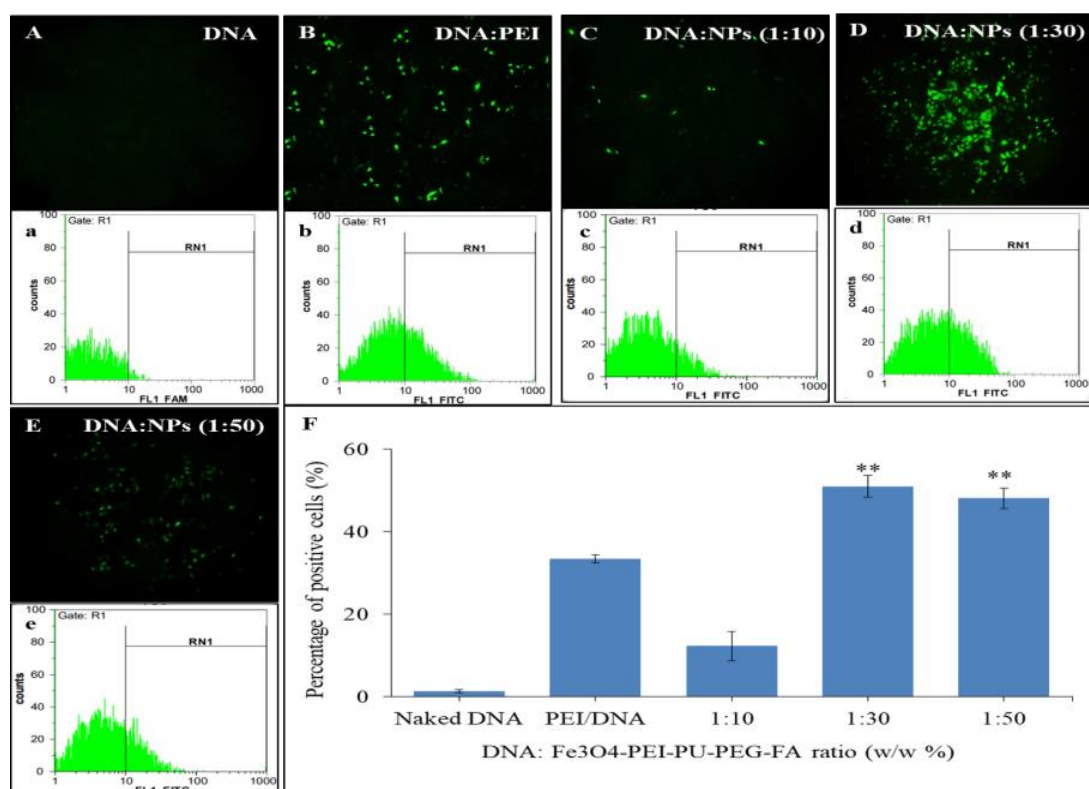 A DNA
B DNA:PEI
C DNA:NPs (1:10)
D DNA:NPs (1:30)
a
100
80
60
40
20
0
counts
Gate: R1
RN1
1 10 100 1000
FL1 FAM
b
100
80
60
40
20
0
counts
Gate: R1
RN1
1 10 100 1000
FL1 FITC
c
100
80
60
40
20
0
counts
Gate: R1
RN1
1 10 100 1000
FL1 FITC
d
100
80
60
40
20
0
counts
Gate: R1
RN1
1 10 100 1000
FL1 FITC
E DNA:NPs (1:50)
e
100
80
60
40
20
0
counts
Gate: R1
RN1
1 10 100 1000
FL1 FITC
F
Percentage of positive cells (%)
60
40
20
0
** **
Naked DNA PEI/DNA 1:10 1:30 1:50
DNA: Fe3O4-PEI-PU-PEG-FA ratio (w/w %)